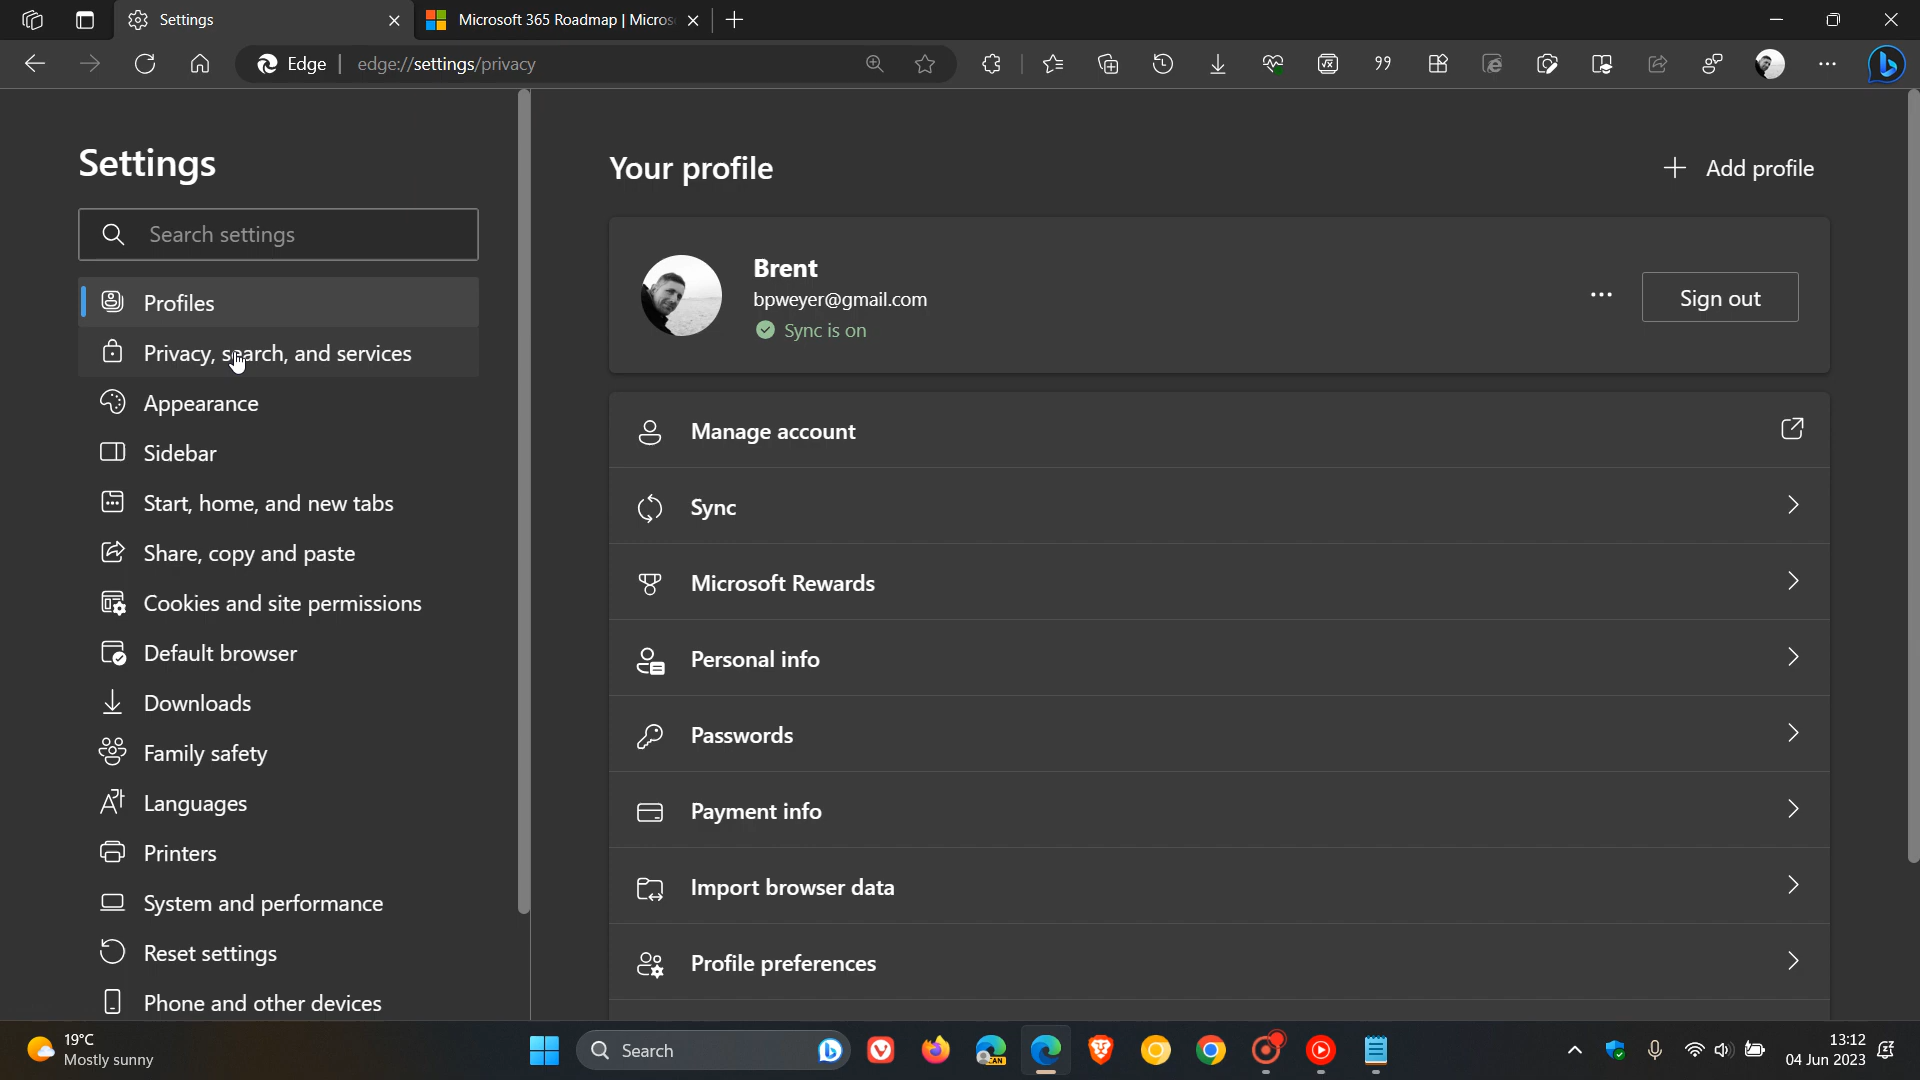 Settings
Microsoft 365 Roadmap | Micros
Edge
edge://settings/privacy
Settings
Search settings
Profiles
Privacy, search, and services
Appearance
Sidebar
Start, home, and new tabs
Share, copy and paste
Cookies and site permissions
Default browser
Downloads
Family safety
Languages
Printers
System and performance
Reset settings
Phone and other devices
Your profile
Add profile
Brent
bpweyer@gmail.com
Sync is on
Sign out
Manage account
Sync
Microsoft Rewards
Personal info
Passwords
Payment info
Import browser data
Profile preferences
19°C
Mostly sunny
Search
CAN
13:12
04 Jun 2023